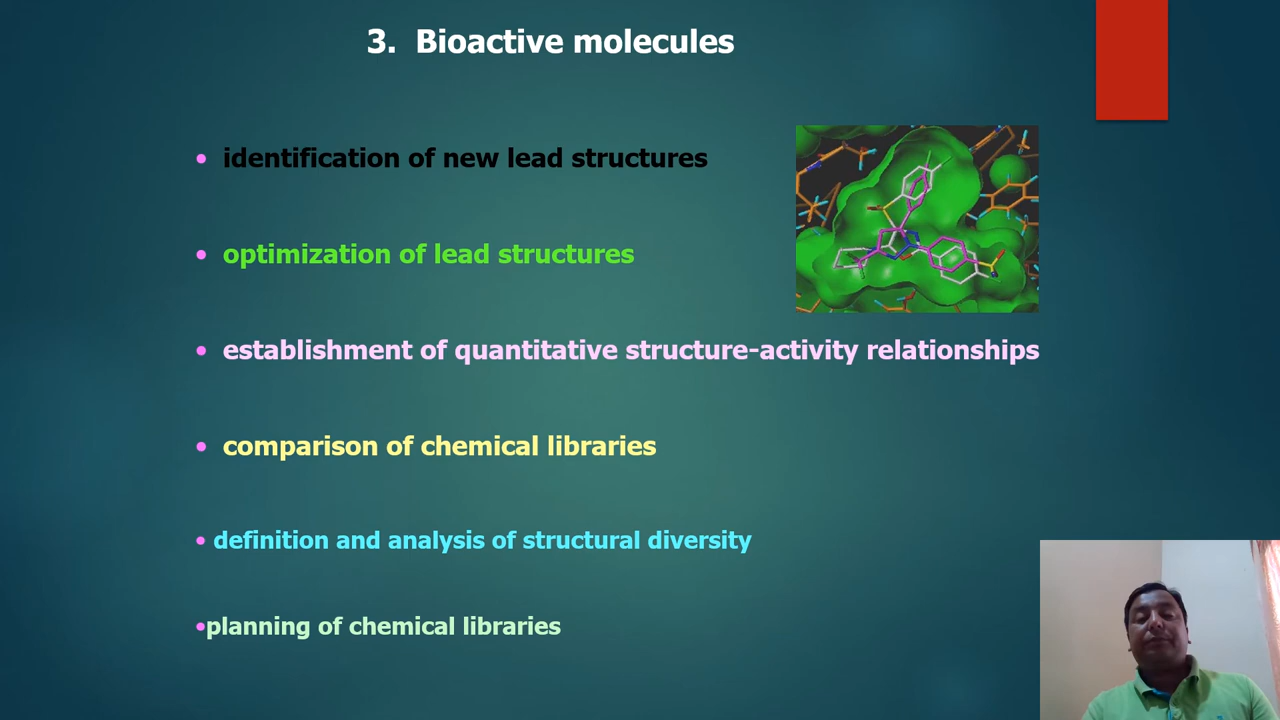 3. Bioactive molecules
• identification of new lead structures
• optimization of lead structures
• establishment of quantitative structure-activity relationships
• comparison of chemical libraries
• definition and analysis of structural diversity
•planning of chemical libraries